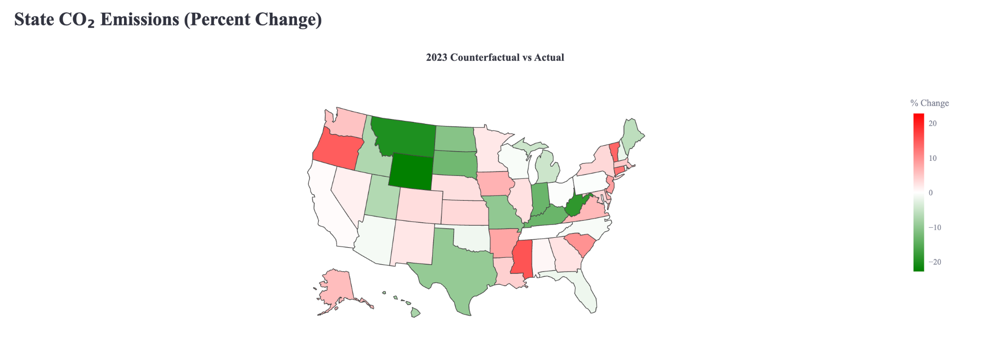 State CO₂ Emissions (Percent Change)
2023 Counterfactual vs Actual
% Change
20
10
0
−10
−20